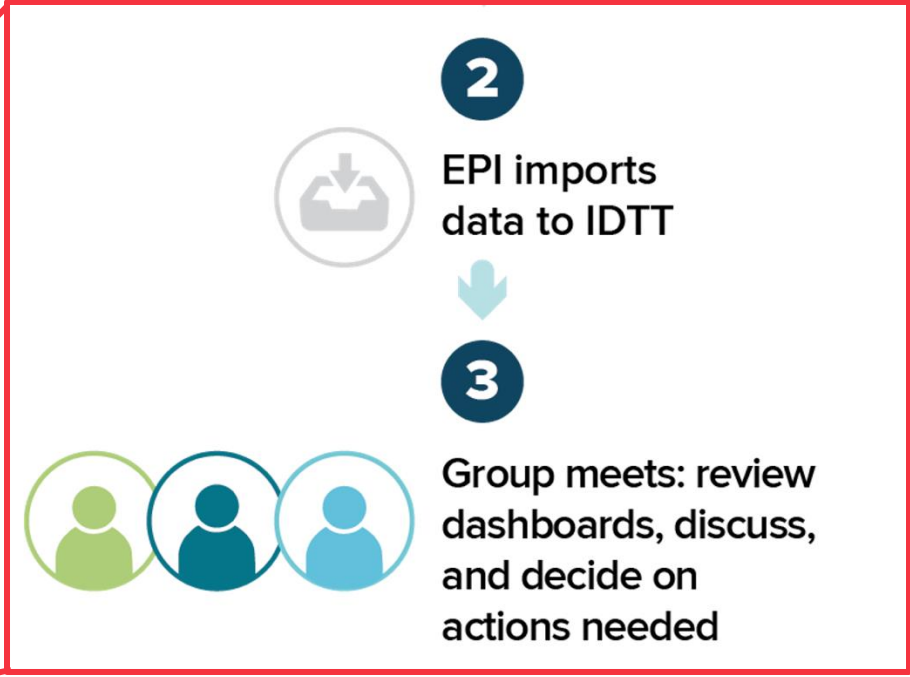 2
EPI imports
data to IDTT
3
Group meets: review
dashboards, discuss,
and decide on
actions needed